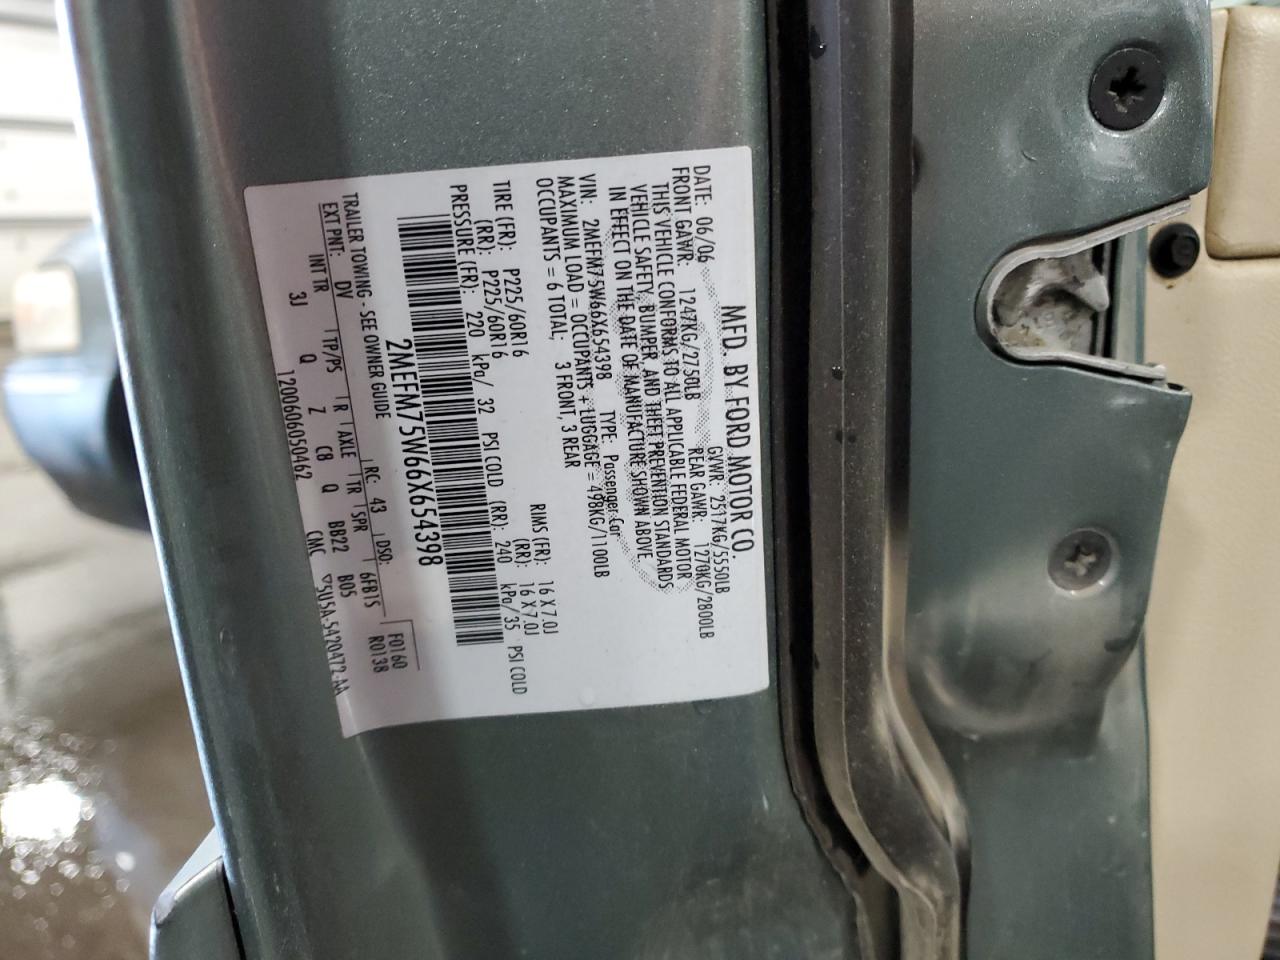 MFD. BY FORD MOTOR CO.
DATE: 06/06 GVWR: 2517KG/5550LB
FRONT GAWR: 1247KG/2750LB REAR GAWR: 1270KG/2800LB
THIS VEHICLE CONFORMS TO ALL APPLICABLE FEDERAL MOTOR
VEHICLE SAFETY, BUMPER, AND THEFT PREVENTION STANDARDS
IN EFFECT ON THE DATE OF MANUFACTURE SHOWN ABOVE.
VIN: 2MEFM75W66X654398 TYPE: Passenger Car
MAXIMUM LOAD = OCCUPANTS + LUGGAGE = 498KG/1100LB
OCCUPANTS = 6 TOTAL; 3 FRONT, 3 REAR
RIMS (FR): 16 X 7.0J
TIRE (FR): P225/60R16 (RR): 16 X 7.0J
(RR): P225/60R16
PRESSURE (FR): 220 kPa/ 32 PSI COLD (RR): 240 kPa/35 PSI COLD
2MEFM75W66X654398
TRAILER TOWING - SEE OWNER GUIDE
EXT PNT: DV RC: 43 DSO: F0160
INT TR TP/PS R AXLE TR SPR 6FB1S R0138
3J Q Z C8 Q BB22 B05
1200606050462 CMC ▽5U5A-5420472-AA